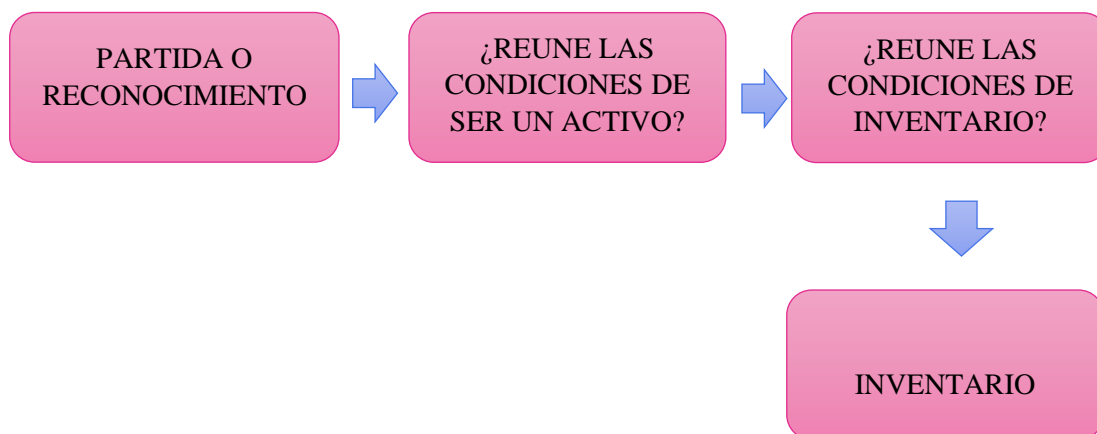 PARTIDA O
RECONOCIMIENTO
¿REUNE LAS
CONDICIONES DE
SER UN ACTIVO?
¿REUNE LAS
CONDICIONES DE
INVENTARIO?
INVENTARIO